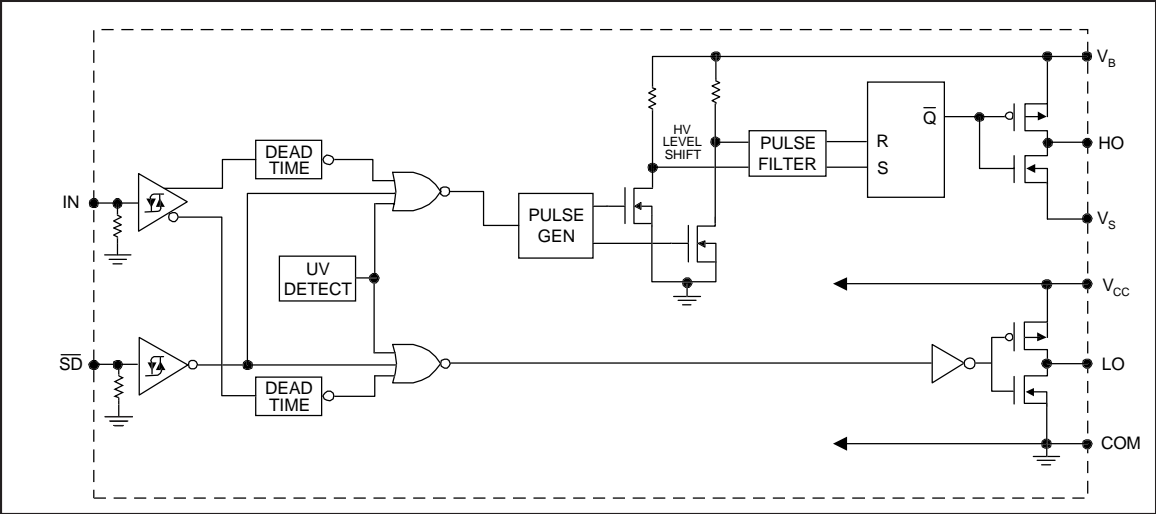 V_B
HV
LEVEL
SHIFT
Q̅
R
S
PULSE
FILTER
HO
DEAD
TIME
IN
PULSE
GEN
V_S
UV
DETECT
V_CC
S̅D̅
LO
DEAD
TIME
COM